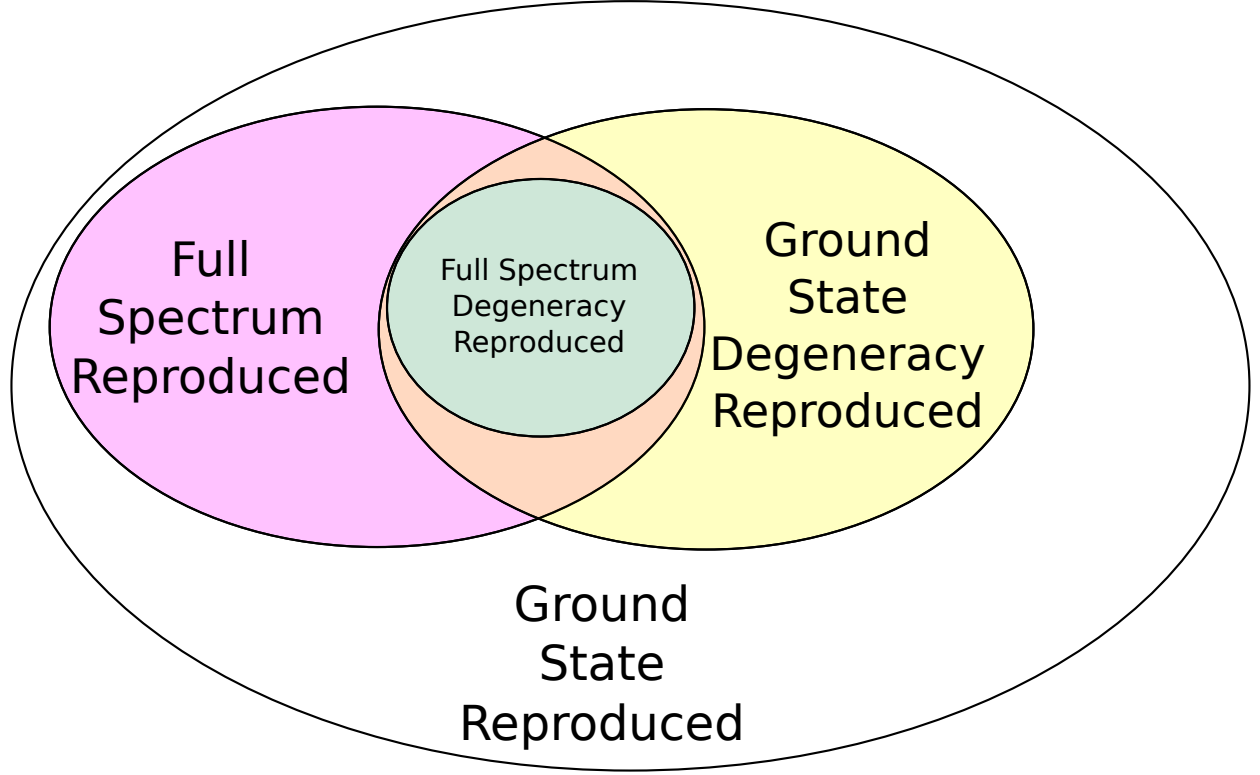 Full
Spectrum
Reproduced
Full Spectrum
Degeneracy
Reproduced
Ground
State
Degeneracy
Reproduced
Ground
State
Reproduced